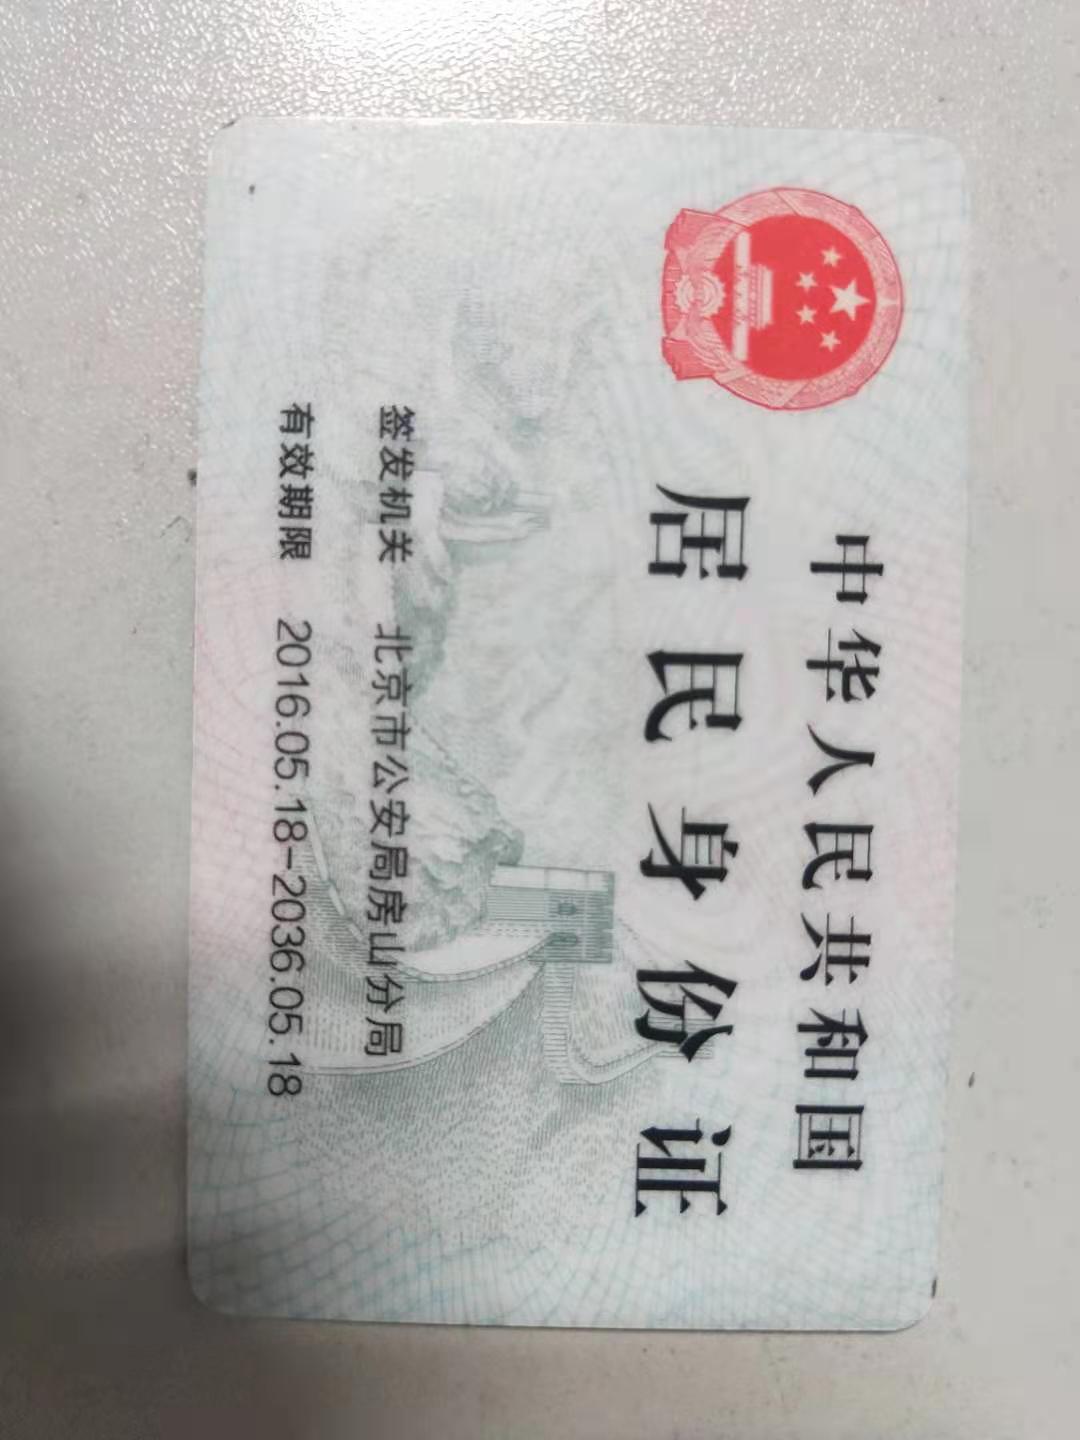 中华人民共和国
居民身份证
签发机关 北京市公安局房山分局
有效期限 2016.05.18-2036.05.18